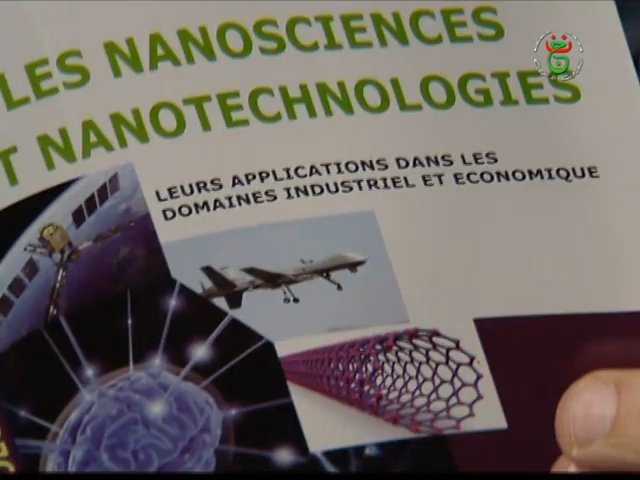 LES NANOSCIENCES
T NANOTECHNOLOGIES
LEURS APPLICATIONS DANS LES
DOMAINES INDUSTRIEL ET ECONOMIQUE